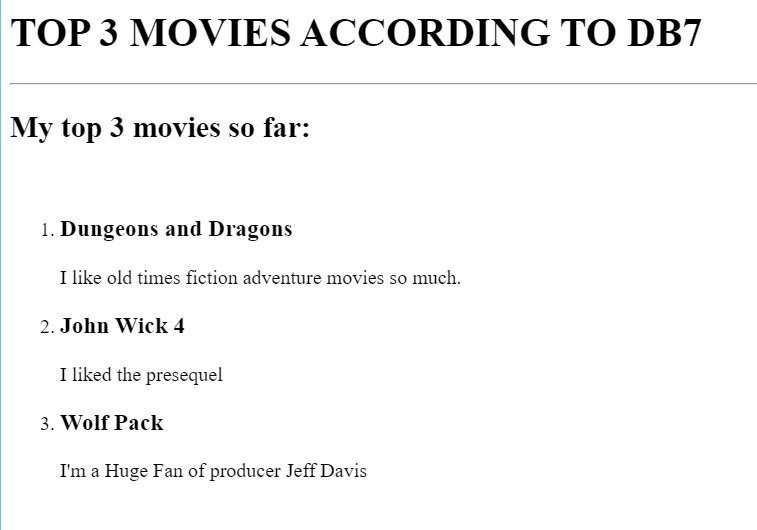 TOP 3 MOVIES ACCORDING TO DB7
My top 3 movies so far:
1. Dungeons and Dragons
I like old times fiction adventure movies so much.
2. John Wick 4
I liked the presequel
3. Wolf Pack
I'm a Huge Fan of producer Jeff Davis